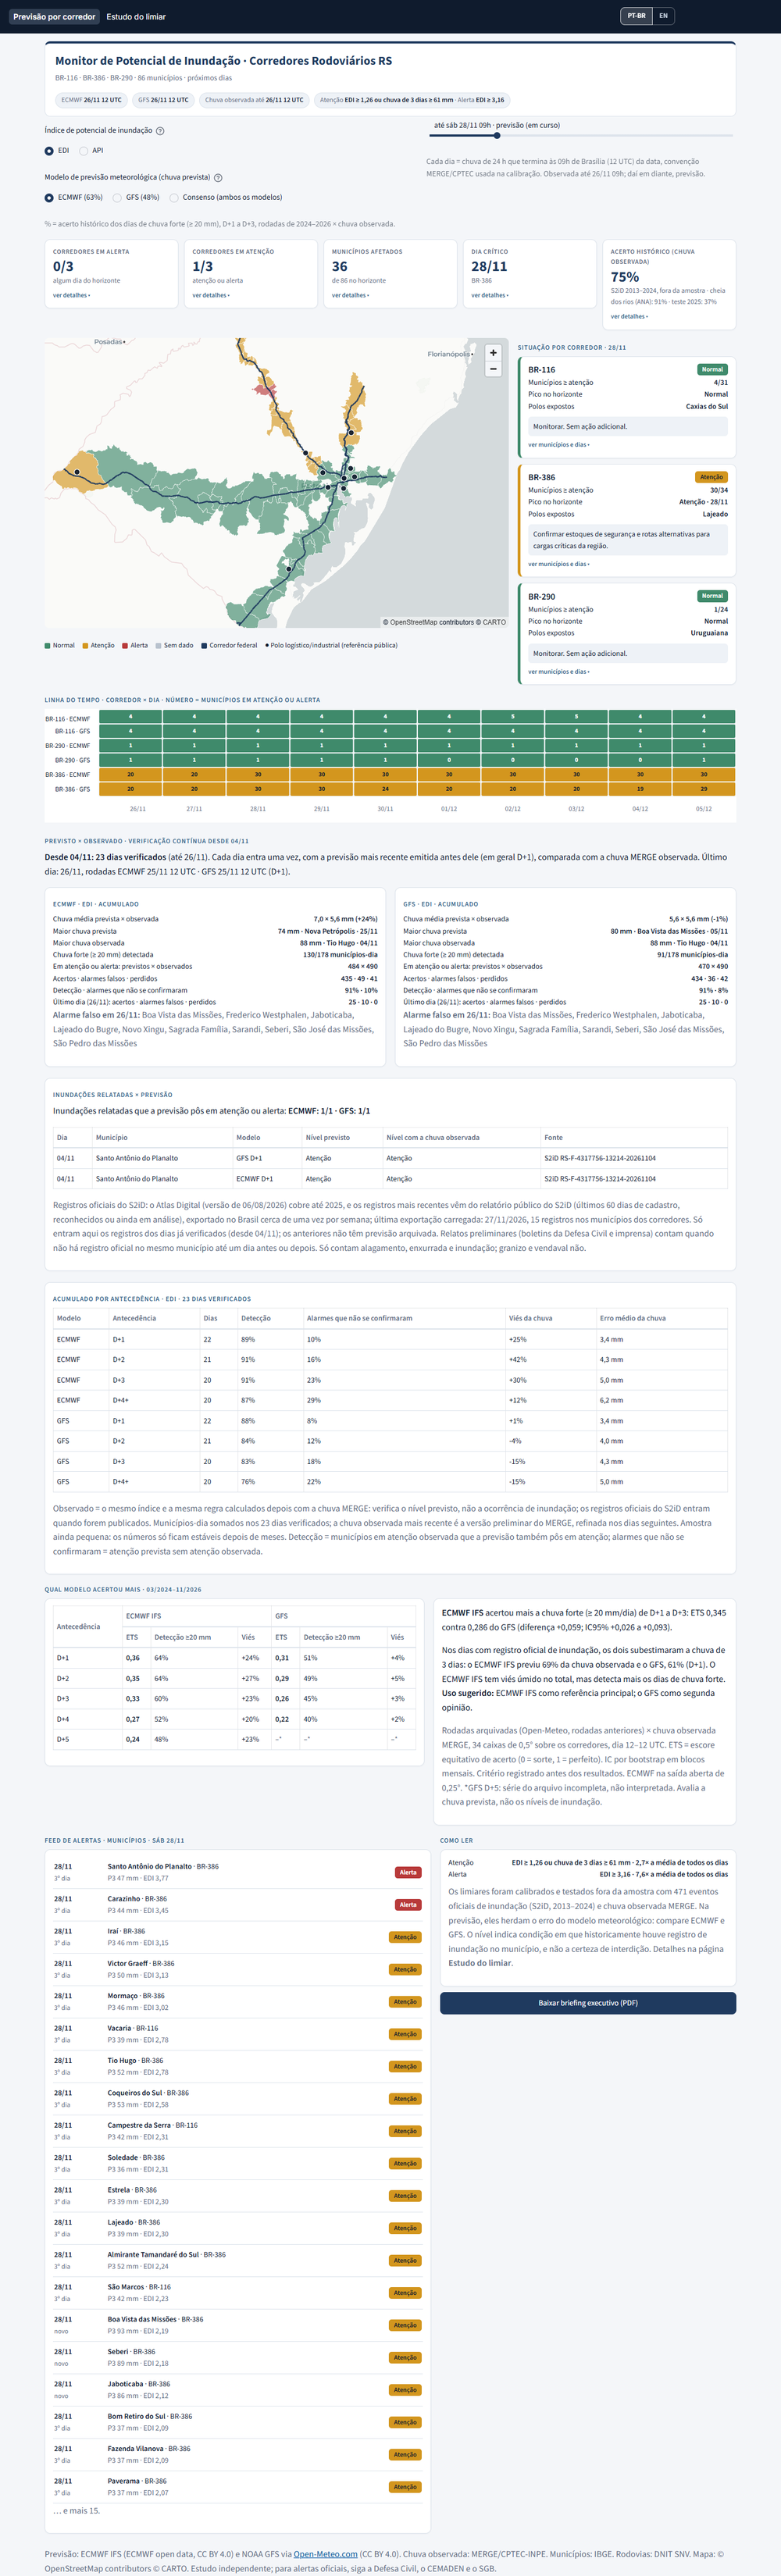 Previsão por corredor Estudo do limiar PT-BR EN
Monitor de Potencial de Inundação · Corredores Rodoviários RS
BR-116 · BR-386 · BR-290 · 86 municípios · próximos dias
ECMWF 26/11 12 UTC GFS 26/11 12 UTC Chuva observada até 26/11 12 UTC Atenção EDI ≥ 1,26 ou chuva de 3 dias ≥ 61 mm · Alerta EDI ≥ 3,16
Índice de potencial de inundação ?
EDI API
Modelo de previsão meteorológica (chuva prevista) ?
ECMWF (63%) GFS (48%) Consenso (ambos os modelos)
até sáb 28/11 09h · previsão (em curso)
Cada dia = chuva de 24 h que termina às 09h de Brasília (12 UTC) da data, convenção
MERGE/CPTEC usada na calibração. Observada até 26/11 09h; daí em diante, previsão.
% = acerto histórico dos dias de chuva forte (≥ 20 mm), D+1 a D+3, rodadas de 2024–2026 × chuva observada.
CORREDORES EM ALERTA
0/3
algum dia do horizonte
ver detalhes ▸
CORREDORES EM ATENÇÃO
1/3
atenção ou alerta
ver detalhes ▸
MUNICÍPIOS AFETADOS
36
de 86 no horizonte
ver detalhes ▸
DIA CRÍTICO
28/11
BR-386
ver detalhes ▸
ACERTO HISTÓRICO (CHUVA
OBSERVADA)
75%
S2iD 2013–2024, fora da amostra · cheia
dos rios (ANA): 91% · teste 2025: 37%
ver detalhes ▸
Posadas
Florianópolis
+
−
© OpenStreetMap contributors © CARTO
Normal Atenção Alerta Sem dado Corredor federal Polo logístico/industrial (referência pública)
SITUAÇÃO POR CORREDOR · 28/11
BR-116 Normal
Municípios ≥ atenção 4/31
Pico no horizonte Normal
Polos expostos Caxias do Sul
Monitorar. Sem ação adicional.
ver municípios e dias ▸
BR-386 Atenção
Municípios ≥ atenção 30/34
Pico no horizonte Atenção · 28/11
Polos expostos Lajeado
Confirmar estoques de segurança e rotas alternativas para
cargas críticas da região.
ver municípios e dias ▸
BR-290 Normal
Municípios ≥ atenção 1/24
Pico no horizonte Normal
Polos expostos Uruguaiana
Monitorar. Sem ação adicional.
ver municípios e dias ▸
LINHA DO TEMPO · CORREDOR × DIA · NÚMERO = MUNICÍPIOS EM ATENÇÃO OU ALERTA
BR-116 · ECMWF 4 4 4 4 4 4 5 5 4 4
BR-116 · GFS 4 4 4 4 4 4 4 4 4 4
BR-290 · ECMWF 1 1 1 1 1 1 1 1 1 1
BR-290 · GFS 1 1 1 1 1 0 0 0 0 1
BR-386 · ECMWF 20 20 30 30 30 30 30 30 30 30
BR-386 · GFS 20 20 30 30 24 20 20 20 19 29
26/11 27/11 28/11 29/11 30/11 01/12 02/12 03/12 04/12 05/12
PREVISTO × OBSERVADO · VERIFICAÇÃO CONTÍNUA DESDE 04/11
Desde 04/11: 23 dias verificados (até 26/11). Cada dia entra uma vez, com a previsão mais recente emitida antes dele (em geral D+1), comparada com a chuva MERGE observada. Último
dia: 26/11, rodadas ECMWF 25/11 12 UTC · GFS 25/11 12 UTC (D+1).
ECMWF · EDI · ACUMULADO
Chuva média prevista × observada 7,0 × 5,6 mm (+24%)
Maior chuva prevista 74 mm · Nova Petrópolis · 25/11
Maior chuva observada 88 mm · Tio Hugo · 04/11
Chuva forte (≥ 20 mm) detectada 130/178 municípios-dia
Em atenção ou alerta: previstos × observados 484 × 490
Acertos · alarmes falsos · perdidos 435 · 49 · 41
Detecção · alarmes que não se confirmaram 91% · 10%
Último dia (26/11): acertos · alarmes falsos · perdidos 25 · 10 · 0
Alarme falso em 26/11: Boa Vista das Missões, Frederico Westphalen, Jaboticaba,
Lajeado do Bugre, Novo Xingu, Sagrada Família, Sarandi, Seberi, São José das Missões,
São Pedro das Missões
GFS · EDI · ACUMULADO
Chuva média prevista × observada 5,6 × 5,6 mm (-1%)
Maior chuva prevista 80 mm · Boa Vista das Missões · 05/11
Maior chuva observada 88 mm · Tio Hugo · 04/11
Chuva forte (≥ 20 mm) detectada 91/178 municípios-dia
Em atenção ou alerta: previstos × observados 470 × 490
Acertos · alarmes falsos · perdidos 434 · 36 · 42
Detecção · alarmes que não se confirmaram 91% · 8%
Último dia (26/11): acertos · alarmes falsos · perdidos 25 · 10 · 0
Alarme falso em 26/11: Boa Vista das Missões, Frederico Westphalen, Jaboticaba,
Lajeado do Bugre, Novo Xingu, Sagrada Família, Sarandi, Seberi, São José das Missões,
São Pedro das Missões
INUNDAÇÕES RELATADAS × PREVISÃO
Inundações relatadas que a previsão pôs em atenção ou alerta: ECMWF: 1/1 · GFS: 1/1
Dia Município Modelo Nível previsto Nível com a chuva observada Fonte
04/11 Santo Antônio do Planalto GFS D+1 Atenção Atenção S2iD RS-F-4317756-13214-20261104
04/11 Santo Antônio do Planalto ECMWF D+1 Atenção Atenção S2iD RS-F-4317756-13214-20261104
Registros oficiais do S2iD: o Atlas Digital (versão de 06/08/2026) cobre até 2025, e os registros mais recentes vêm do relatório público do S2iD (últimos 60 dias de cadastro,
reconhecidos ou ainda em análise), exportado no Brasil cerca de uma vez por semana; última exportação carregada: 27/11/2026, 15 registros nos municípios dos corredores. Só
entram aqui os registros dos dias já verificados (desde 04/11); os anteriores não têm previsão arquivada. Relatos preliminares (boletins da Defesa Civil e imprensa) contam quando
não há registro oficial no mesmo município até um dia antes ou depois. Só contam alagamento, enxurrada e inundação; granizo e vendaval não.
ACUMULADO POR ANTECEDÊNCIA · EDI · 23 DIAS VERIFICADOS
Modelo Antecedência Dias Detecção Alarmes que não se confirmaram Viés da chuva Erro médio da chuva
ECMWF D+1 22 89% 10% +25% 3,4 mm
ECMWF D+2 21 91% 16% +42% 4,3 mm
ECMWF D+3 20 91% 23% +30% 5,0 mm
ECMWF D+4+ 20 87% 29% +12% 6,2 mm
GFS D+1 22 88% 8% +1% 3,4 mm
GFS D+2 21 84% 12% -4% 4,0 mm
GFS D+3 20 83% 18% -15% 4,3 mm
GFS D+4+ 20 76% 22% -15% 5,0 mm
Observado = o mesmo índice e a mesma regra calculados depois com a chuva MERGE: verifica o nível previsto, não a ocorrência de inundação; os registros oficiais do S2iD entram
quando forem publicados. Municípios-dia somados nos 23 dias verificados; a chuva observada mais recente é a versão preliminar do MERGE, refinada nos dias seguintes. Amostra
ainda pequena: os números só ficam estáveis depois de meses. Detecção = municípios em atenção observada que a previsão também pôs em atenção; alarmes que não se
confirmaram = atenção prevista sem atenção observada.
QUAL MODELO ACERTOU MAIS · 03/2024–11/2026
Antecedência ECMWF IFS GFS
ETS Detecção ≥20 mm Viés ETS Detecção ≥20 mm Viés
D+1 0,36 64% +24% 0,31 51% +4%
D+2 0,35 64% +27% 0,29 49% +5%
D+3 0,33 60% +23% 0,26 45% +3%
D+4 0,27 52% +20% 0,22 40% +2%
D+5 0,24 48% +23% –* –* –*
ECMWF IFS acertou mais a chuva forte (≥ 20 mm/dia) de D+1 a D+3: ETS 0,345
contra 0,286 do GFS (diferença +0,059; IC95% +0,026 a +0,093).
Nos dias com registro oficial de inundação, os dois subestimaram a chuva de
3 dias: o ECMWF IFS previu 69% da chuva observada e o GFS, 61% (D+1). O
ECMWF IFS tem viés úmido no total, mas detecta mais os dias de chuva forte.
Uso sugerido: ECMWF IFS como referência principal; o GFS como segunda
opinião.
Rodadas arquivadas (Open-Meteo, rodadas anteriores) × chuva observada
MERGE, 34 caixas de 0,5° sobre os corredores, dia 12–12 UTC. ETS = escore
equitativo de acerto (0 = sorte, 1 = perfeito). IC por bootstrap em blocos
mensais. Critério registrado antes dos resultados. ECMWF na saída aberta de
0,25°. *GFS D+5: série do arquivo incompleta, não interpretada. Avalia a
chuva prevista, não os níveis de inundação.
FEED DE ALERTAS · MUNICÍPIOS · SÁB 28/11
28/11 Santo Antônio do Planalto · BR-386 Alerta
3º dia P3 47 mm · EDI 3,77
28/11 Carazinho · BR-386 Alerta
3º dia P3 44 mm · EDI 3,45
28/11 Iraí · BR-386 Atenção
3º dia P3 46 mm · EDI 3,15
28/11 Victor Graeff · BR-386 Atenção
3º dia P3 50 mm · EDI 3,13
28/11 Mormaço · BR-386 Atenção
3º dia P3 46 mm · EDI 3,02
28/11 Vacaria · BR-116 Atenção
3º dia P3 39 mm · EDI 2,78
28/11 Tio Hugo · BR-386 Atenção
3º dia P3 52 mm · EDI 2,78
28/11 Coqueiros do Sul · BR-386 Atenção
3º dia P3 53 mm · EDI 2,58
28/11 Campestre da Serra · BR-116 Atenção
3º dia P3 42 mm · EDI 2,31
28/11 Soledade · BR-386 Atenção
3º dia P3 36 mm · EDI 2,31
28/11 Estrela · BR-386 Atenção
3º dia P3 39 mm · EDI 2,30
28/11 Lajeado · BR-386 Atenção
3º dia P3 39 mm · EDI 2,30
28/11 Almirante Tamandaré do Sul · BR-386 Atenção
3º dia P3 52 mm · EDI 2,24
28/11 São Marcos · BR-116 Atenção
3º dia P3 42 mm · EDI 2,23
28/11 Boa Vista das Missões · BR-386 Atenção
novo P3 93 mm · EDI 2,19
28/11 Seberi · BR-386 Atenção
novo P3 89 mm · EDI 2,18
28/11 Jaboticaba · BR-386 Atenção
novo P3 86 mm · EDI 2,12
28/11 Bom Retiro do Sul · BR-386 Atenção
3º dia P3 37 mm · EDI 2,09
28/11 Fazenda Vilanova · BR-386 Atenção
3º dia P3 37 mm · EDI 2,09
28/11 Paverama · BR-386 Atenção
3º dia P3 37 mm · EDI 2,07
… e mais 15.
COMO LER
Atenção EDI ≥ 1,26 ou chuva de 3 dias ≥ 61 mm · 2,7× a média de todos os dias
Alerta EDI ≥ 3,16 · 7,6× a média de todos os dias
Os limiares foram calibrados e testados fora da amostra com 471 eventos
oficiais de inundação (S2iD, 2013–2024) e chuva observada MERGE. Na
previsão, eles herdam o erro do modelo meteorológico: compare ECMWF e
GFS. O nível indica condição em que historicamente houve registro de
inundação no município, e não a certeza de interdição. Detalhes na página
Estudo do limiar.
Baixar briefing executivo (PDF)
Previsão: ECMWF IFS (ECMWF open data, CC BY 4.0) e NOAA GFS via Open-Meteo.com (CC BY 4.0). Chuva observada: MERGE/CPTEC-INPE. Municípios: IBGE. Rodovias: DNIT SNV. Mapa: ©
OpenStreetMap contributors © CARTO. Estudo independente; para alertas oficiais, siga a Defesa Civil, o CEMADEN e o SGB.